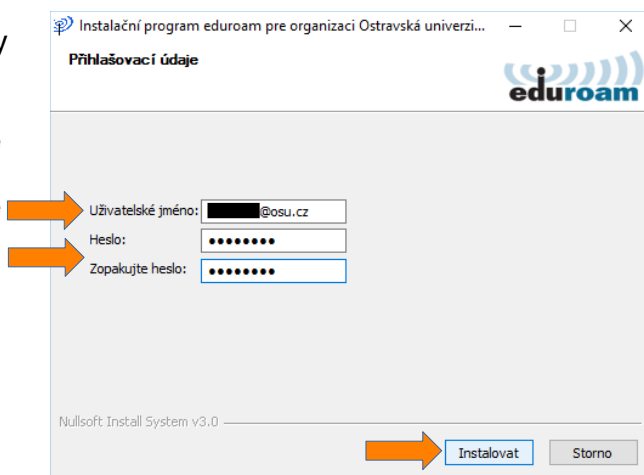 Instalační program eduroam pre organizaci Ostravská univerzi...
Přihlašovací údaje
eduroam
Uživatelské jméno: @osu.cz
Heslo: ●●●●●●●●
Zopakujte heslo: ●●●●●●●●
Nullsoft Install System v3.0
Instalovat Storno